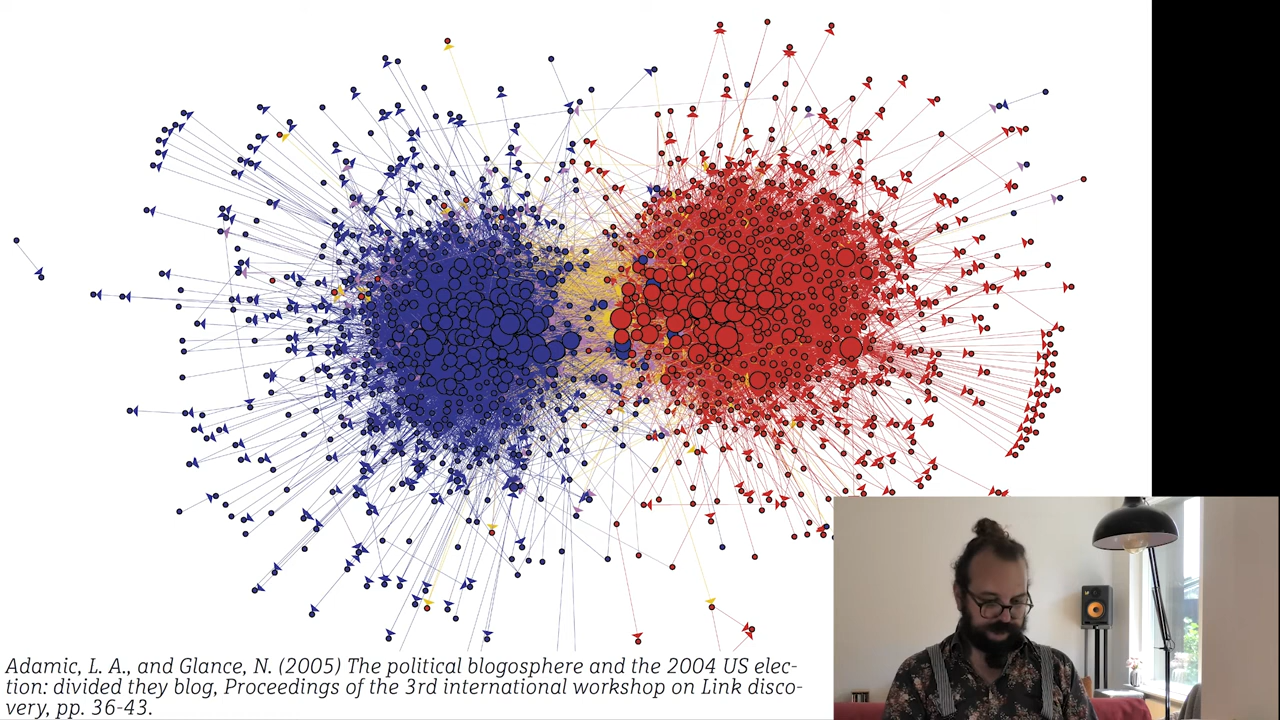 Adamic, L. A., and Glance, N. (2005) The political blogosphere and the 2004 US elec-
tion: divided they blog, Proceedings of the 3rd international workshop on Link disco-
very, pp. 36-43.